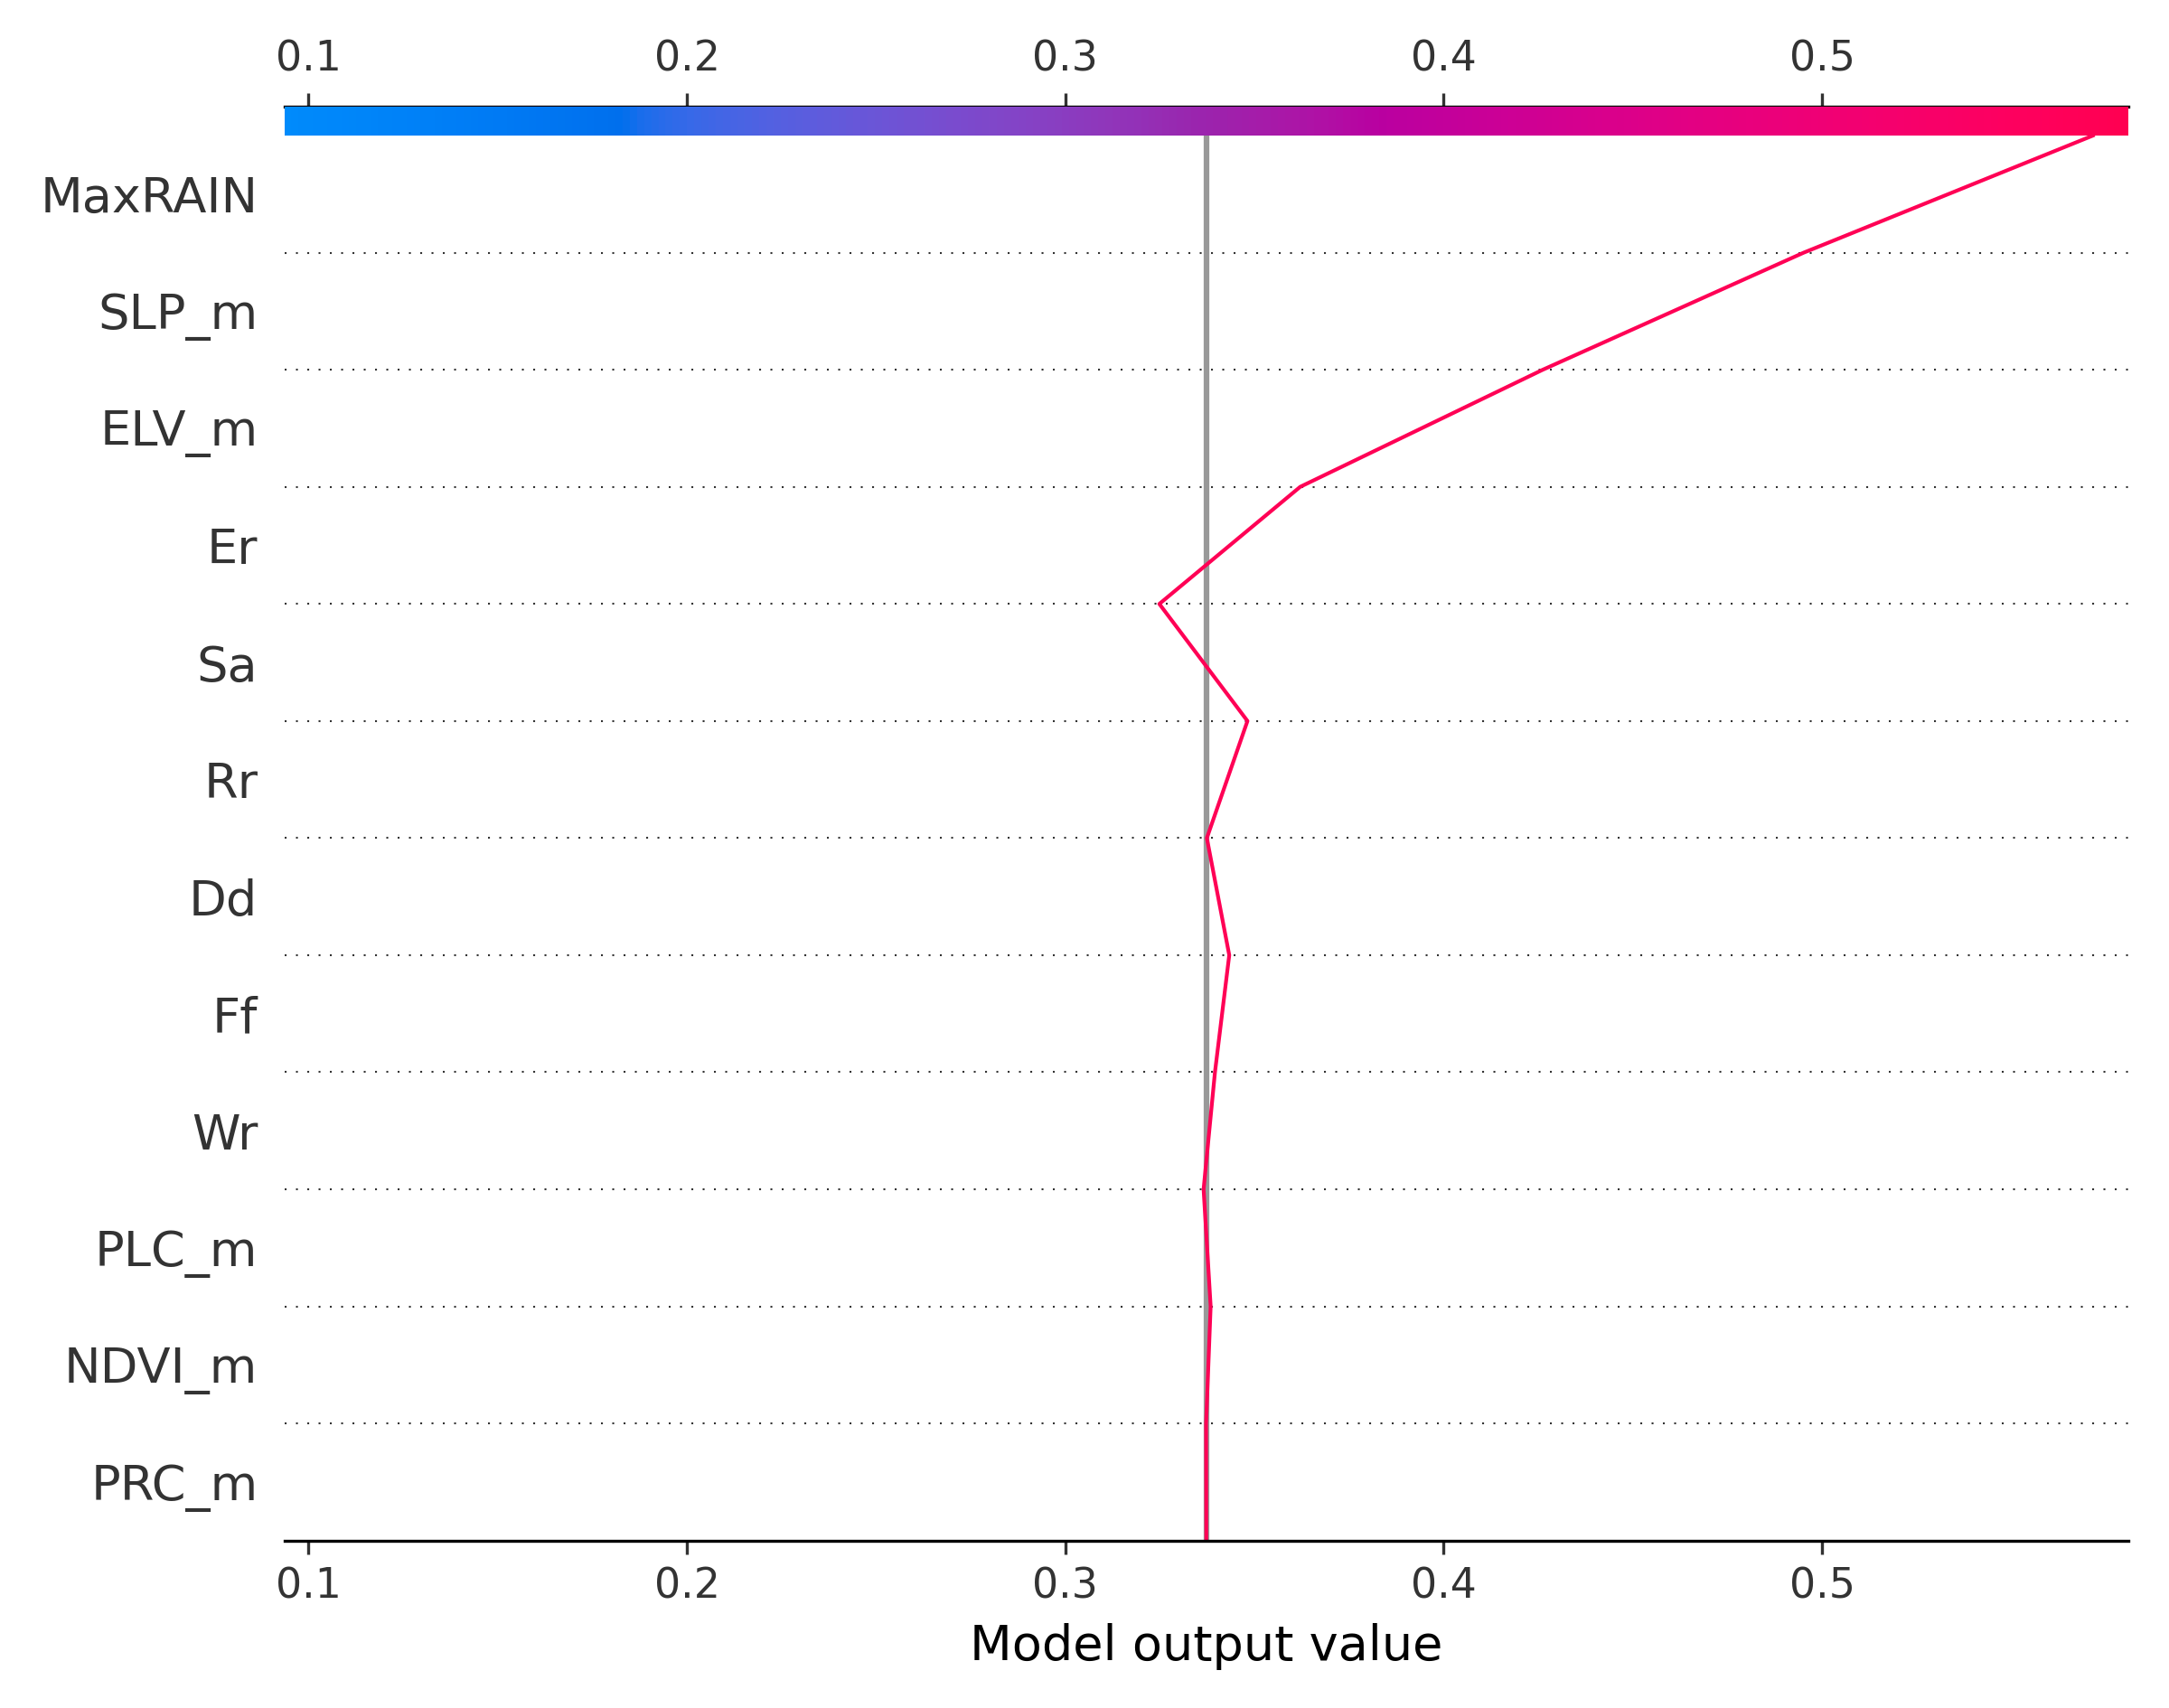 0.1 0.2 0.3 0.4 0.5
MaxRAIN
SLP_m
ELV_m
Er
Sa
Rr
Dd
Ff
Wr
PLC_m
NDVI_m
PRC_m
0.1 0.2 0.3 0.4 0.5
Model output value